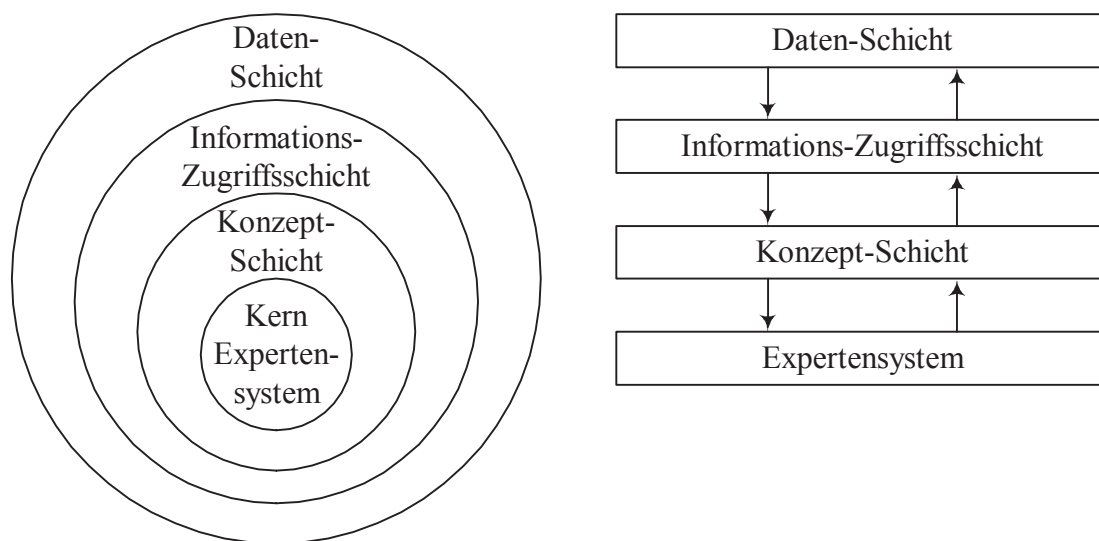 Daten-
Schicht
Informations-
Zugriffsschicht
Konzept-
Schicht
Kern
Experten-
system
Daten-Schicht
Informations-Zugriffsschicht
Konzept-Schicht
Expertensystem